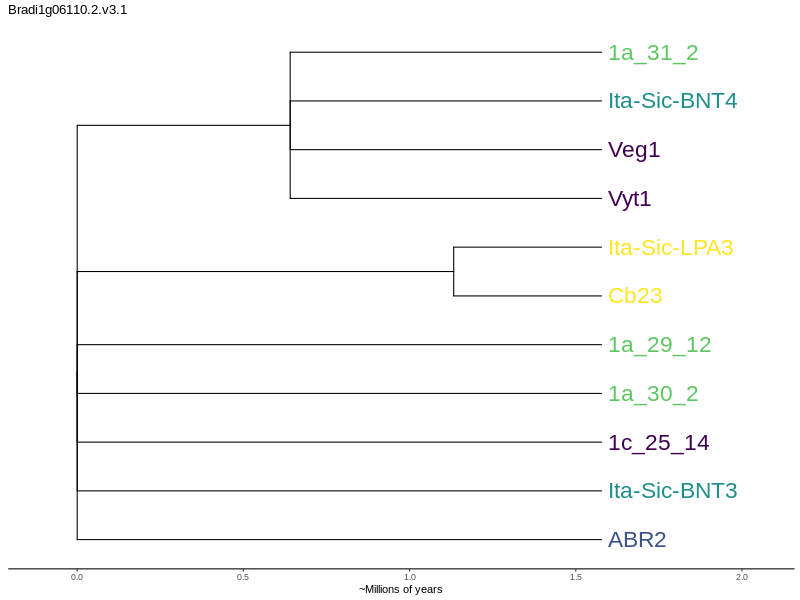 Bradi1g06110.2.v3.1
1a_31_2
Ita-Sic-BNT4
Veg1
Vyt1
Ita-Sic-LPA3
Cb23
1a_29_12
1a_30_2
1c_25_14
Ita-Sic-BNT3
ABR2
0.0 0.5 1.0 1.5 2.0
~Millions of years